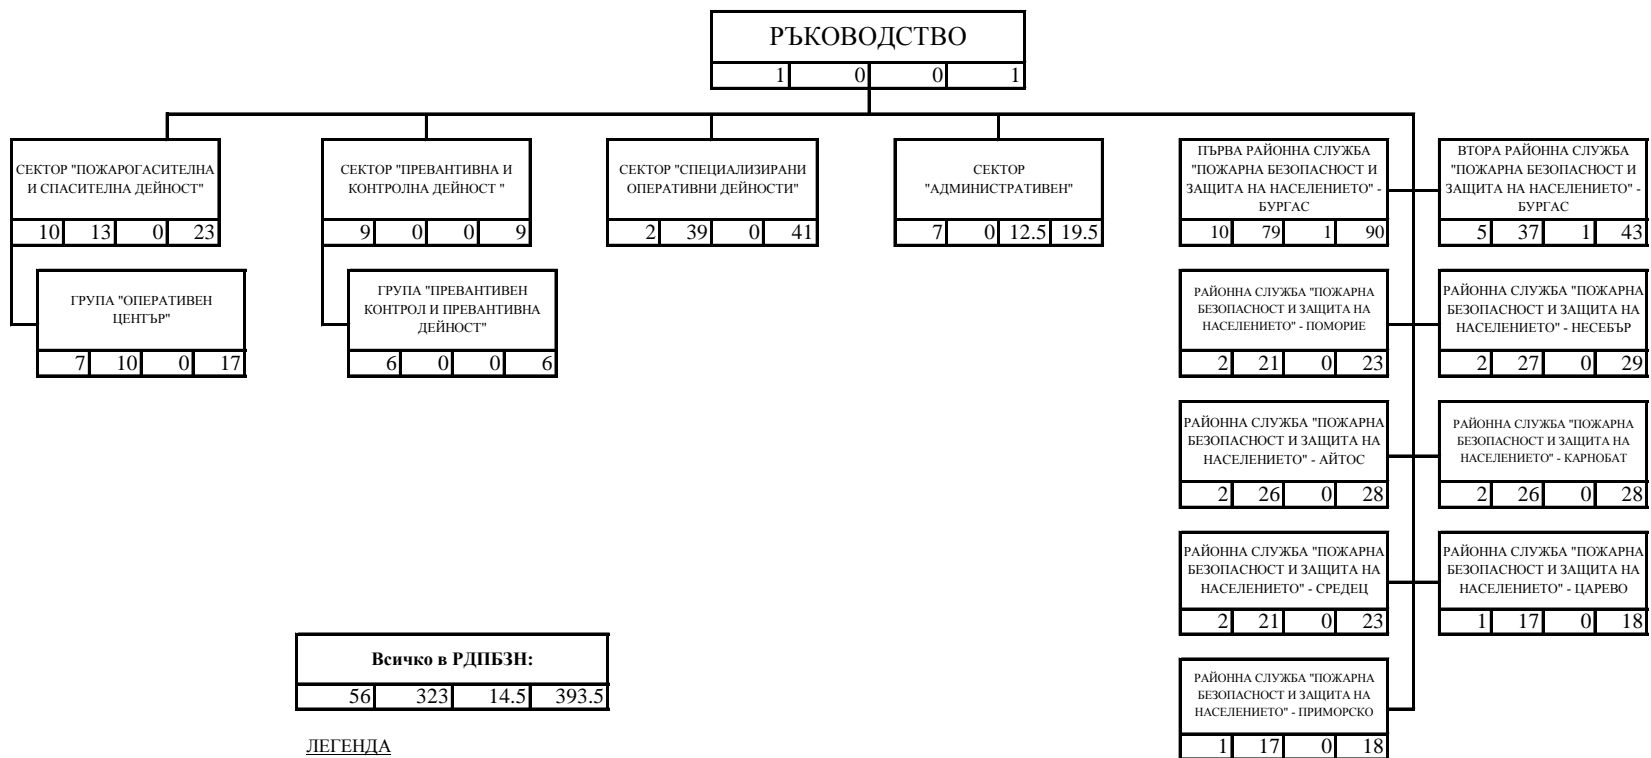 РЪКОВОДСТВО
1 0 0 1
СЕКТОР "ПОЖАРОГАСИТЕЛНА
И СПАСИТЕЛНА ДЕЙНОСТ"
10 13 0 23
СЕКТОР "ПРЕВАНТИВНА И
КОНТРОЛНА ДЕЙНОСТ "
9 0 0 9
СЕКТОР "СПЕЦИАЛИЗИРАНИ
ОПЕРАТИВНИ ДЕЙНОСТИ"
2 39 0 41
СЕКТОР
"АДМИНИСТРАТИВЕН"
7 0 12.5 19.5
ПЪРВА РАЙОННА СЛУЖБА
"ПОЖАРНА БЕЗОПАСНОСТ И
ЗАЩИТА НА НАСЕЛЕНИЕТО" -
БУРГАС
10 79 1 90
ВТОРА РАЙОННА СЛУЖБА
"ПОЖАРНА БЕЗОПАСНОСТ И
ЗАЩИТА НА НАСЕЛЕНИЕТО" -
БУРГАС
5 37 1 43
ГРУПА "ОПЕРАТИВЕН
ЦЕНТЪР"
7 10 0 17
ГРУПА "ПРЕВАНТИВЕН
КОНТРОЛ И ПРЕВАНТИВНА
ДЕЙНОСТ"
6 0 0 6
РАЙОННА СЛУЖБА "ПОЖАРНА
БЕЗОПАСНОСТ И ЗАЩИТА НА
НАСЕЛЕНИЕТО" - ПОМОРИЕ
2 21 0 23
РАЙОННА СЛУЖБА "ПОЖАРНА
БЕЗОПАСНОСТ И ЗАЩИТА НА
НАСЕЛЕНИЕТО" - НЕСЕБЪР
2 27 0 29
РАЙОННА СЛУЖБА "ПОЖАРНА
БЕЗОПАСНОСТ И ЗАЩИТА НА
НАСЕЛЕНИЕТО" - АЙТОС
2 26 0 28
РАЙОННА СЛУЖБА "ПОЖАРНА
БЕЗОПАСНОСТ И ЗАЩИТА НА
НАСЕЛЕНИЕТО" - КАРНОБАТ
2 26 0 28
РАЙОННА СЛУЖБА "ПОЖАРНА
БЕЗОПАСНОСТ И ЗАЩИТА НА
НАСЕЛЕНИЕТО" - СРЕДЕЦ
2 21 0 23
РАЙОННА СЛУЖБА "ПОЖАРНА
БЕЗОПАСНОСТ И ЗАЩИТА НА
НАСЕЛЕНИЕТО" - ЦАРЕВО
1 17 0 18
РАЙОННА СЛУЖБА "ПОЖАРНА
БЕЗОПАСНОСТ И ЗАЩИТА НА
НАСЕЛЕНИЕТО" - ПРИМОРСКО
1 17 0 18
Всичко в РДПБЗН:
56 323 14.5 393.5
ЛЕГЕНДА